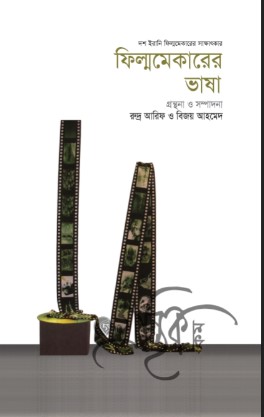 দশ ইরানি ফিল্মমেকারের সাক্ষাৎকার
ফিল্মমেকারের
ভাষা
গ্রন্থনা ও সম্পাদনা
রুদ্র আরিফ ও বিজয় আহমেদ